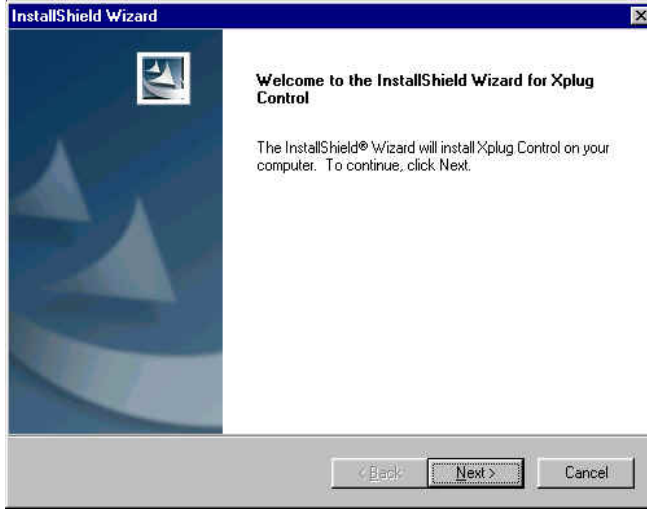 InstallShield Wizard
Welcome to the InstallShield Wizard for Xplug
Control
The InstallShield® Wizard will install Xplug Control on your
computer. To continue, click Next.
< Back
Next >
Cancel